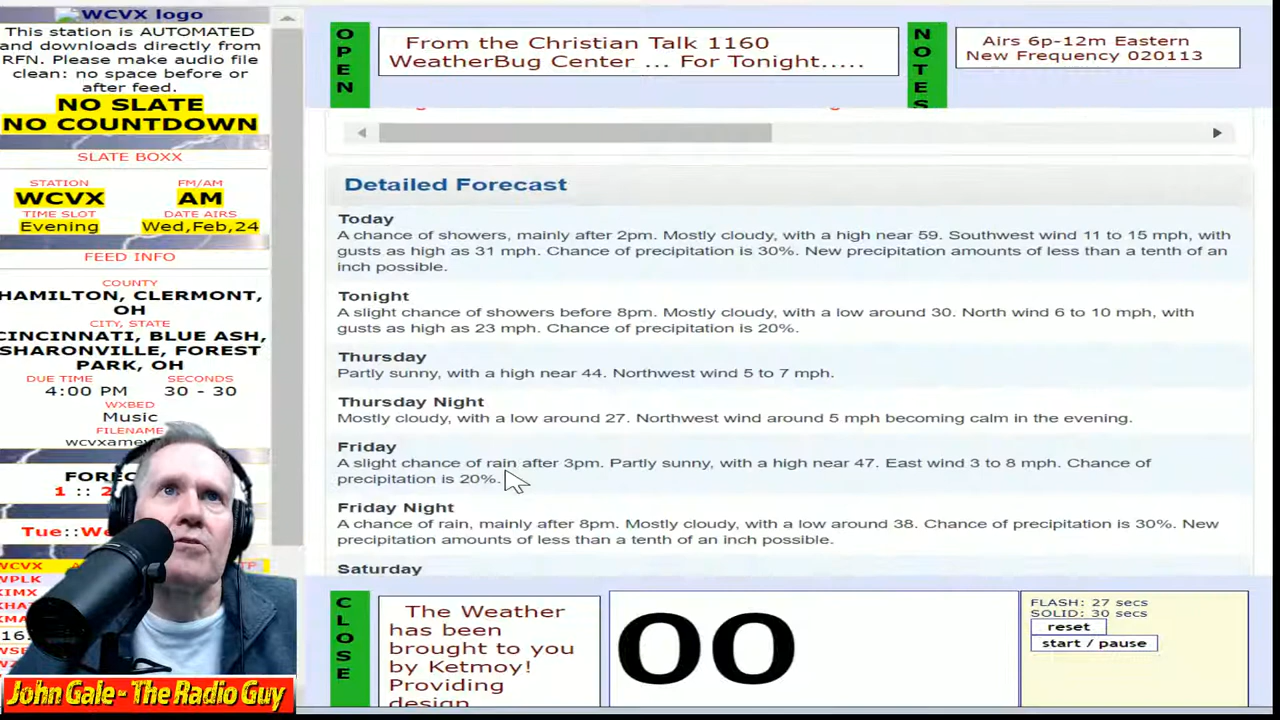 WCVX logo
This station is AUTOMATED
and downloads directly from
RFN. Please make audio file
clean: no space before or
after feed.
NO SLATE
NO COUNTDOWN
SLATE BOXX
STATION FM/AM
WCVX AM
TIME SLOT DATE AIRS
Evening Wed,Feb,24
FEED INFO
COUNTY
HAMILTON, CLERMONT,
OH
CITY, STATE
CINCINNATI, BLUE ASH,
SHARONVILLE, FOREST
PARK, OH
DUE TIME SECONDS
4:00 PM 30 - 30
WXBED
Music
FILENAME
1 :: 2
Tue::We
WCVX
WPLK
John Gale - The Radio Guy
OPEN
From the Christian Talk 1160
WeatherBug Center ... For Tonight.....
NOTES
Airs 6p-12m Eastern
New Frequency 020113
Detailed Forecast
Today
A chance of showers, mainly after 2pm. Mostly cloudy, with a high near 59. Southwest wind 11 to 15 mph, with
gusts as high as 31 mph. Chance of precipitation is 30%. New precipitation amounts of less than a tenth of an
inch possible.
Tonight
A slight chance of showers before 8pm. Mostly cloudy, with a low around 30. North wind 6 to 10 mph, with
gusts as high as 23 mph. Chance of precipitation is 20%.
Thursday
Partly sunny, with a high near 44. Northwest wind 5 to 7 mph.
Thursday Night
Mostly cloudy, with a low around 27. Northwest wind around 5 mph becoming calm in the evening.
Friday
A slight chance of rain after 3pm. Partly sunny, with a high near 47. East wind 3 to 8 mph. Chance of
precipitation is 20%.
Friday Night
A chance of rain, mainly after 8pm. Mostly cloudy, with a low around 38. Chance of precipitation is 30%. New
precipitation amounts of less than a tenth of an inch possible.
Saturday
CLOSE
The Weather
has been
brought to you
by Ketmoy!
Providing
design
00
FLASH: 27 secs
SOLID: 30 secs
reset
start / pause